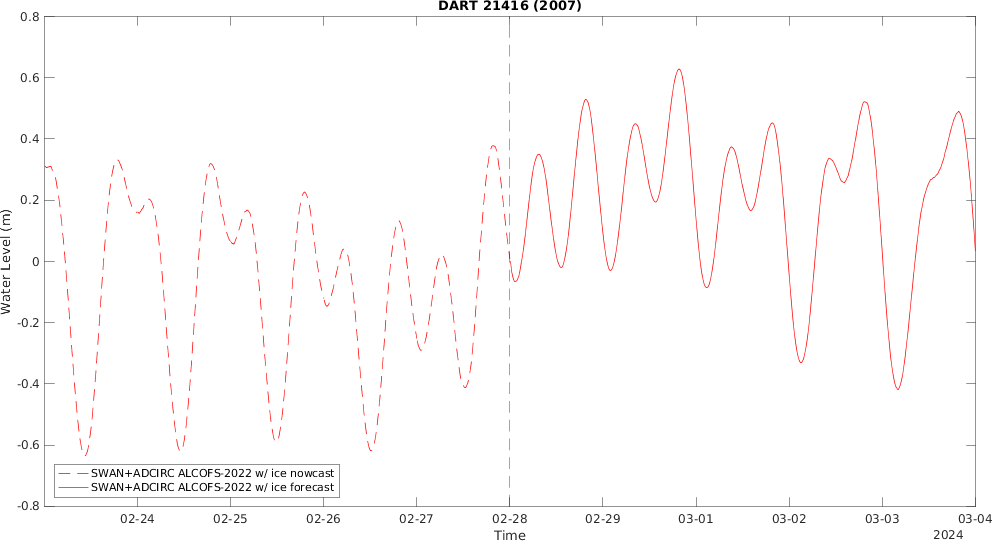 DART 21416 (2007)
0.8
0.6
0.4
0.2
0
-0.2
-0.4
-0.6
-0.8
Water Level (m)
SWAN+ADCIRC ALCOFS-2022 w/ ice nowcast
SWAN+ADCIRC ALCOFS-2022 w/ ice forecast
02-24 02-25 02-26 02-27 02-28 02-29 03-01 03-02 03-03 03-04
Time
2024